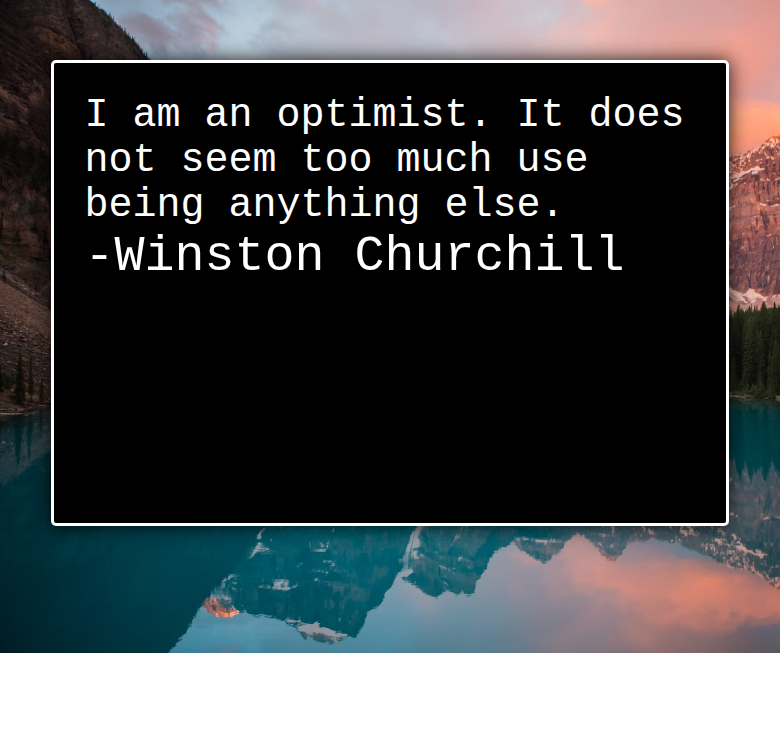 I am an optimist. It does
not seem too much use
being anything else.
-Winston Churchill